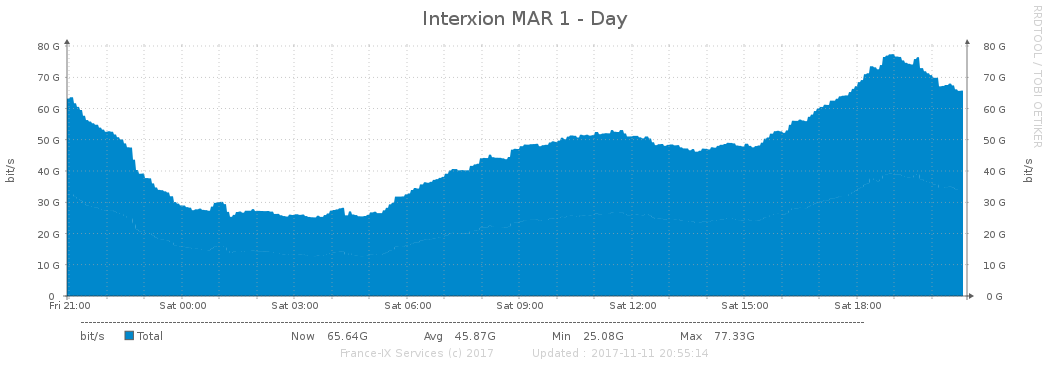 Interxion MAR 1 - Day
RRDTOOL / TOBI OETIKER
80 G 80 G
70 G 70 G
60 G 60 G
50 G 50 G
40 G 40 G
30 G 30 G
20 G 20 G
10 G 10 G
0 0 G
bit/s bit/s
Fri 21:00 Sat 00:00 Sat 03:00 Sat 06:00 Sat 09:00 Sat 12:00 Sat 15:00 Sat 18:00
bit/s Total Now 65.64G Avg 45.87G Min 25.08G Max 77.33G
France-IX Services (c) 2017 Updated : 2017-11-11 20:55:14